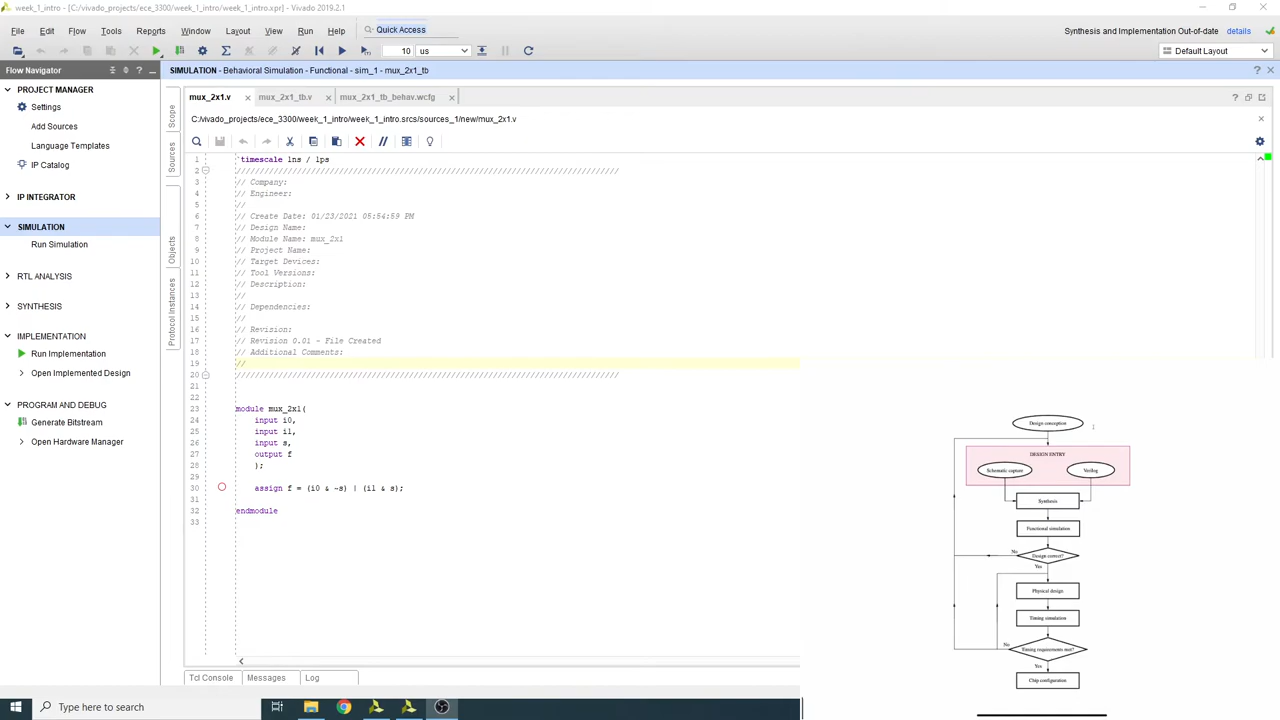 week_1_intro - [C:/vivado_projects/ece_3300/week_1_intro/week_1_intro.xpr] - Vivado 2019.2.1
File Edit Flow Tools Reports Window Layout View Run Help Quick Access
Synthesis and Implementation Out-of-date details
10 us
Default Layout
Flow Navigator
SIMULATION - Behavioral Simulation - Functional - sim_1 - mux_2x1_tb
PROJECT MANAGER
Settings
Add Sources
Language Templates
IP Catalog
IP INTEGRATOR
SIMULATION
Run Simulation
RTL ANALYSIS
SYNTHESIS
IMPLEMENTATION
Run Implementation
Open Implemented Design
PROGRAM AND DEBUG
Generate Bitstream
Open Hardware Manager
Scope
Sources
Objects
Protocol Instances
mux_2x1.v mux_2x1_tb.v mux_2x1_tb_behav.wcfg
C:/vivado_projects/ece_3300/week_1_intro/week_1_intro.srcs/sources_1/new/mux_2x1.v
1 `timescale 1ns / 1ps
2 //////////////////////////////////////////////////////////////////////////////////
3 // Company:
4 // Engineer:
5 //
6 // Create Date: 01/23/2021 05:54:59 PM
7 // Design Name:
8 // Module Name: mux_2x1
9 // Project Name:
10 // Target Devices:
11 // Tool Versions:
12 // Description:
13 //
14 // Dependencies:
15 //
16 // Revision:
17 // Revision 0.01 - File Created
18 // Additional Comments:
19 //
20 //////////////////////////////////////////////////////////////////////////////////
21
22
23 module mux_2x1(
24 input i0,
25 input i1,
26 input s,
27 output f
28 );
29
30 assign f = (i0 & ~s) | (i1 & s);
31
32 endmodule
33
Tcl Console Messages Log
Design conception
DESIGN ENTRY
Schematic capture
Verilog
Synthesis
Functional simulation
Design correct?
No
Yes
Physical design
Timing simulation
Timing requirements met?
No
Yes
Chip configuration
Type here to search